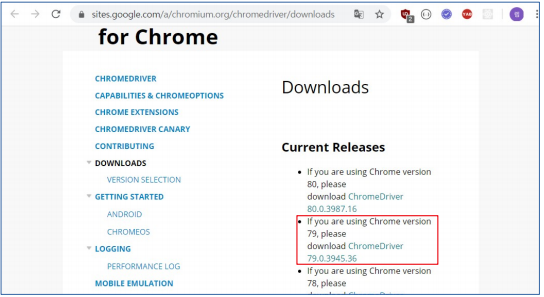 sites.google.com/a/chromium.org/chromedriver/downloads
for Chrome
CHROMEDRIVER
CAPABILITIES & CHROMEOPTIONS
CHROME EXTENSIONS
CHROMEDRIVER CANARY
CONTRIBUTING
DOWNLOADS
VERSION SELECTION
GETTING STARTED
ANDROID
CHROMEOS
LOGGING
PERFORMANCE LOG
MOBILE EMULATION
Downloads
Current Releases
If you are using Chrome version
80, please
download ChromeDriver
80.0.3987.16
If you are using Chrome version
79, please
download ChromeDriver
79.0.3945.36
If you are using Chrome version
78, please